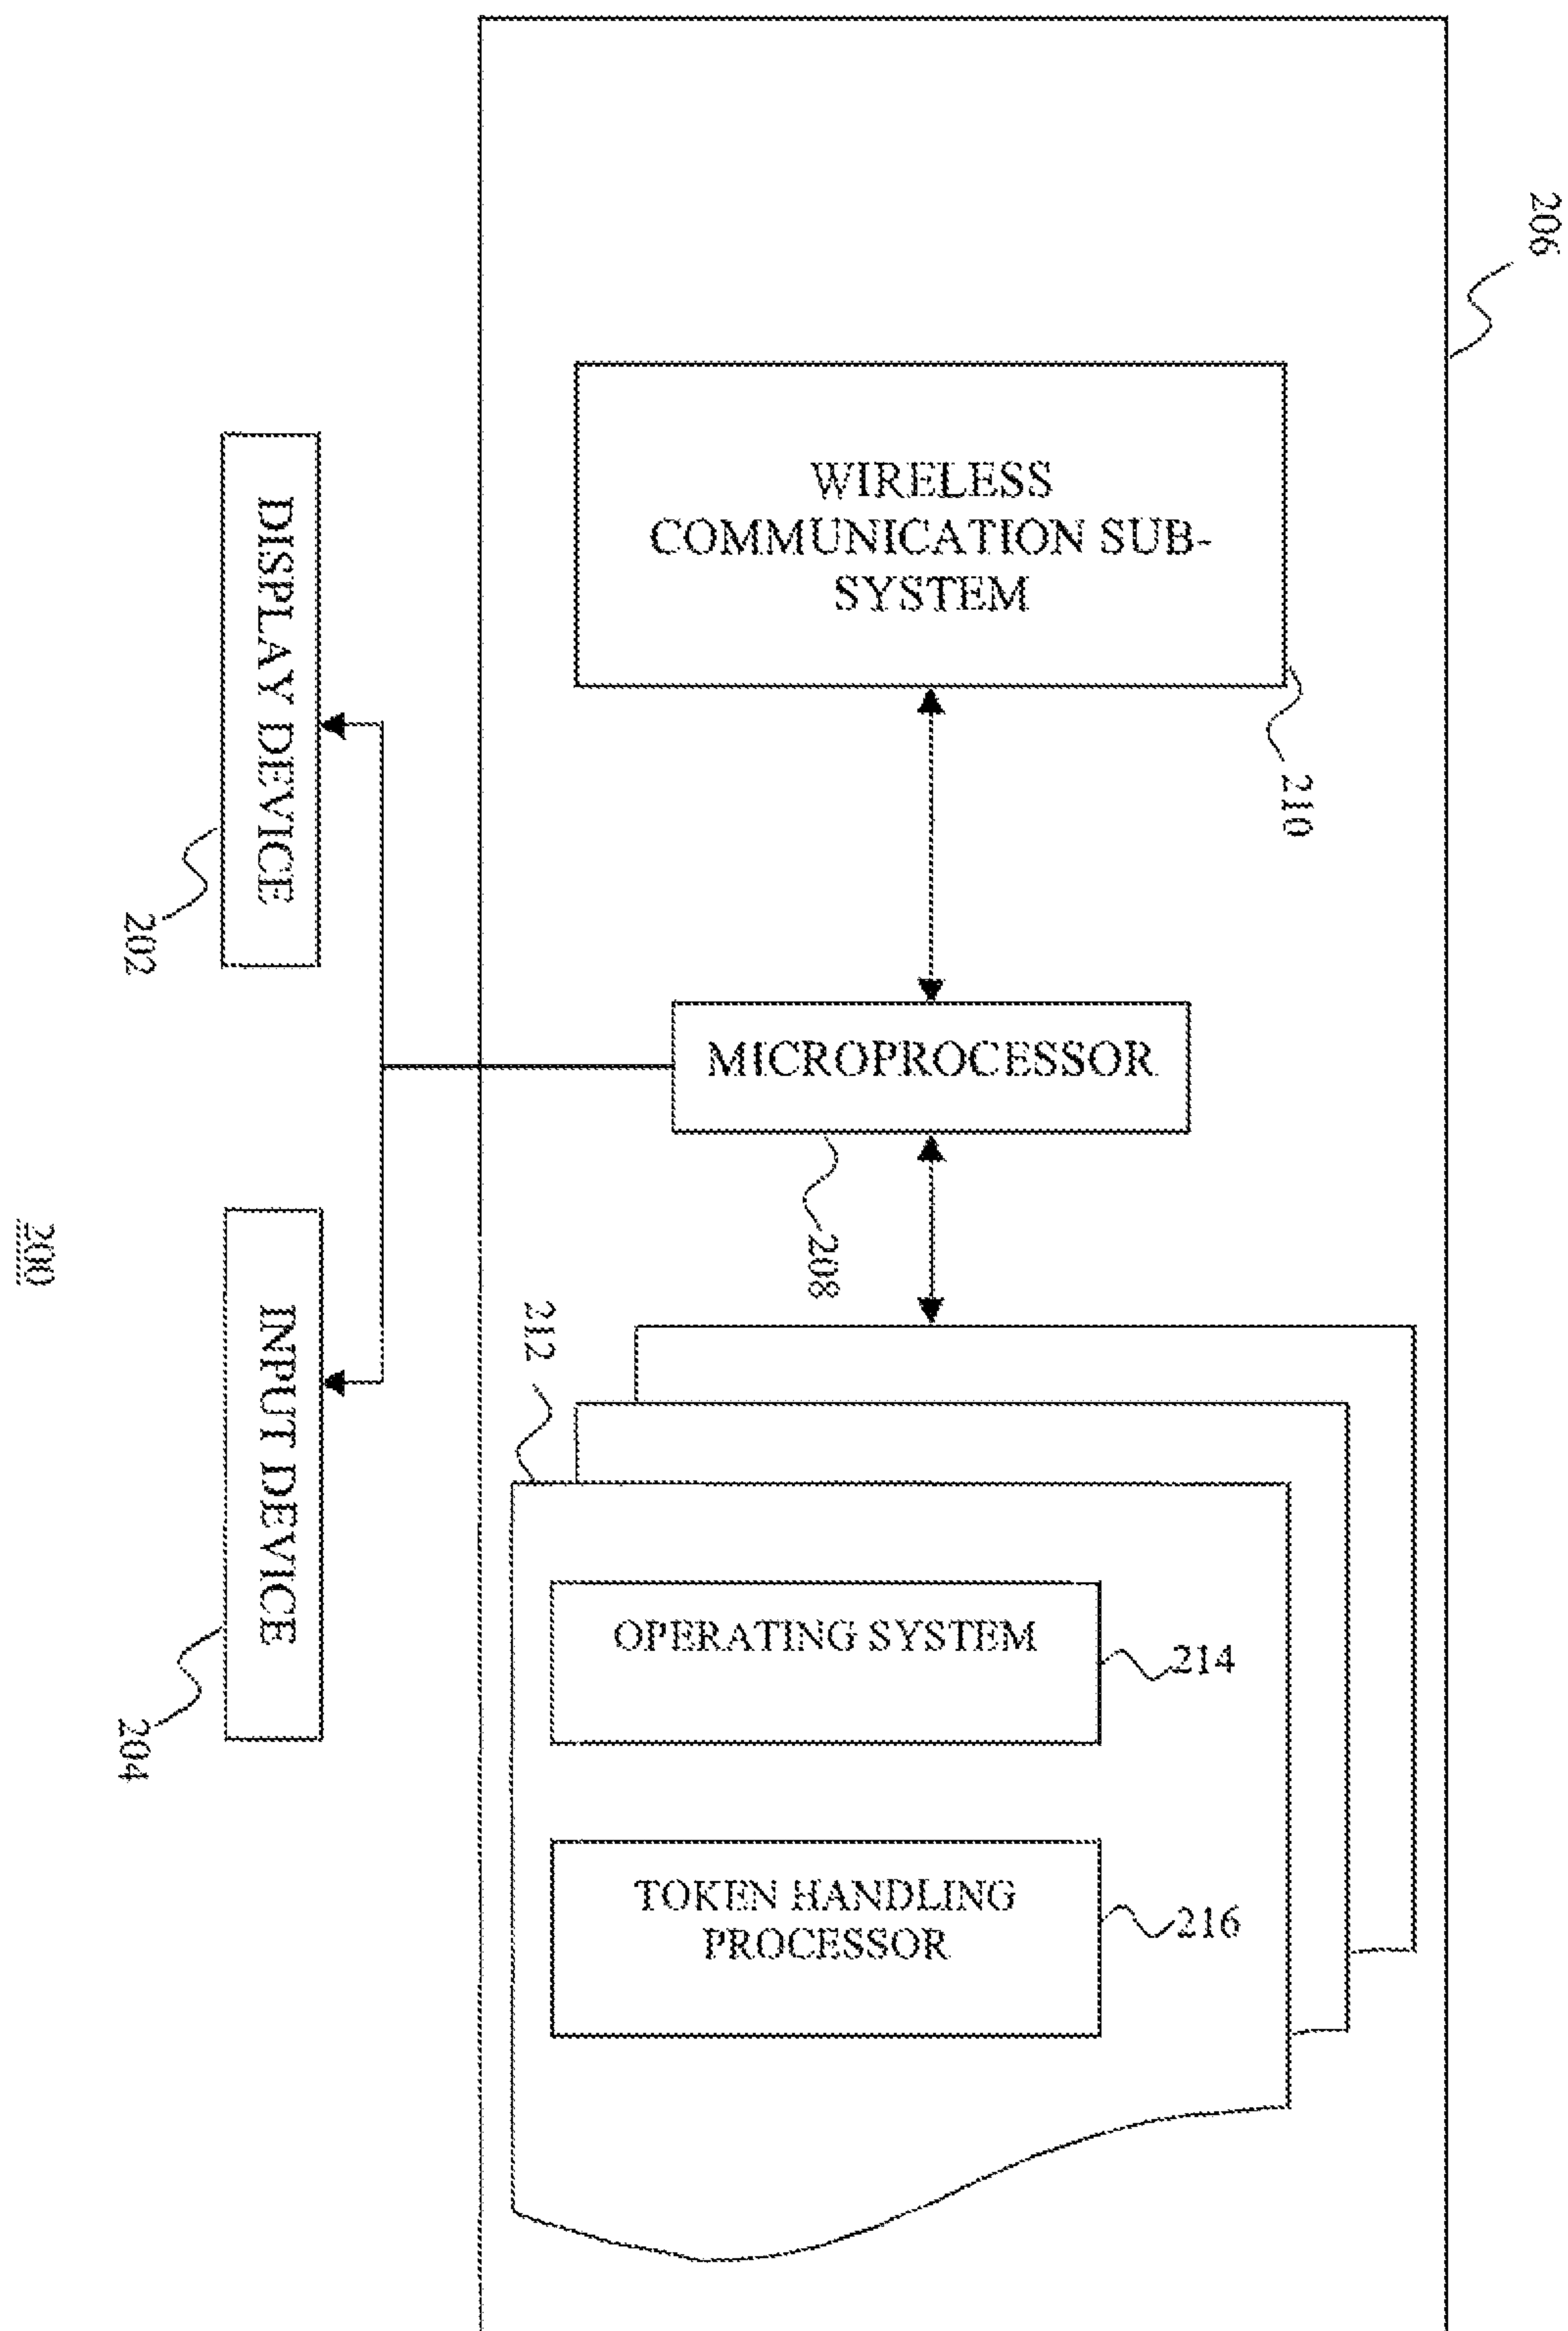 206
WIRELESS
COMMUNICATION SUB-
SYSTEM
210
DISPLAY DEVICE
202
MICROPROCESSOR
208
200
INPUT DEVICE
204
212
OPERATING SYSTEM
214
TOKEN HANDLING
PROCESSOR
216